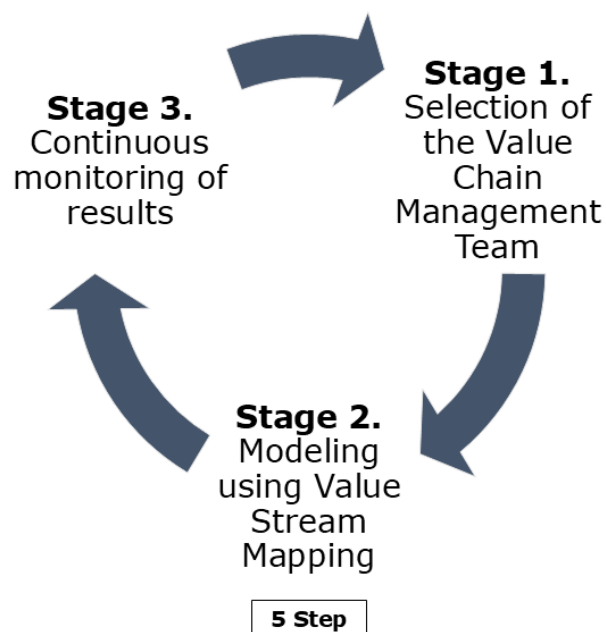 Stage 1.
Selection of
the Value
Chain
Management
Team
Stage 2.
Modeling
using Value
Stream
Mapping
5 Step
Stage 3.
Continuous
monitoring of
results